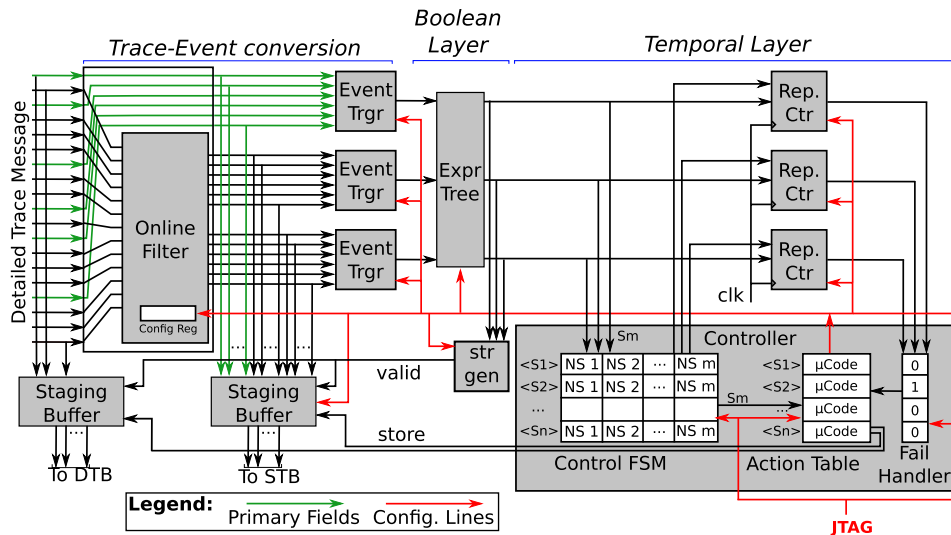 Trace-Event conversion
Boolean
Layer
Temporal Layer
Detailed Trace Message
Online
Filter
Config Reg
Event
Trgr
Event
Trgr
Event
Trgr
Expr
Tree
Rep.
Ctr
Rep.
Ctr
Rep.
Ctr
clk
str
gen
valid
store
...
...
...
Staging
Buffer
...
To DTB
Staging
Buffer
...
To STB
Controller
Sm
<S1> NS 1 NS 2 ... NS m
<S2> NS 1 NS 2 ... NS m
... ...
<Sn> NS 1 NS 2 ... NS m
Control FSM
Sm
<S1> µCode
<S2> µCode
... µCode
<Sn> µCode
Action Table
0
1
0
0
Fail
Handler
JTAG
Legend:
Primary Fields
Config. Lines